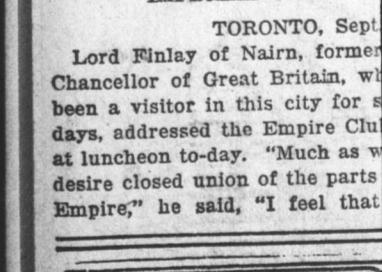 TORONTO, Sept.
Lord Finlay of Nairn, former
Chancellor of Great Britain, wh
been a visitor in this city for s
days, addressed the Empire Clu
at luncheon to-day. "Much as w
desire closed union of the parts
Empire," he said, "I feel that